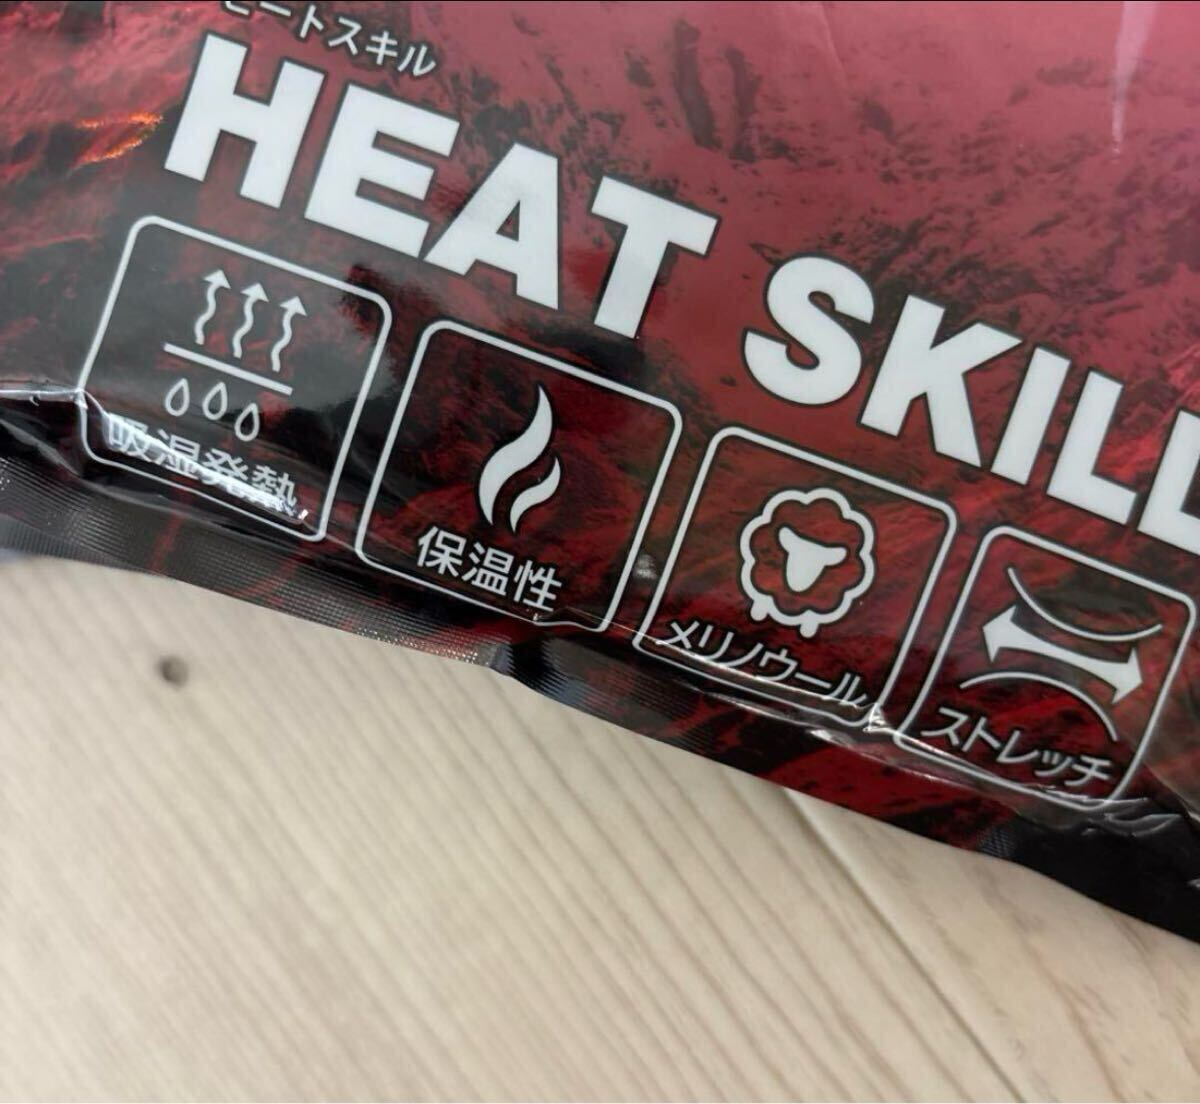 ヒートスキル
HEAT SKILL
吸湿発熱
保温性
メリノウール
ストレッチ